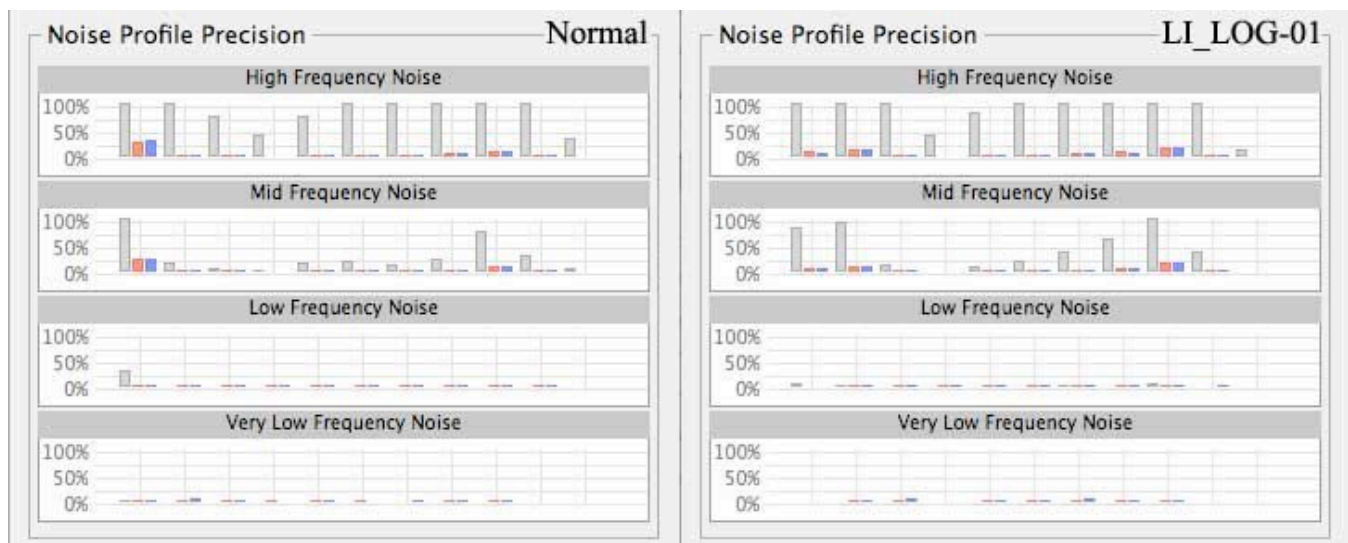 Noise Profile Precision Normal
High Frequency Noise
100%
50%
0%
Mid Frequency Noise
100%
50%
0%
Low Frequency Noise
100%
50%
0%
Very Low Frequency Noise
100%
50%
0%
Noise Profile Precision LI_LOG-01
High Frequency Noise
100%
50%
0%
Mid Frequency Noise
100%
50%
0%
Low Frequency Noise
100%
50%
0%
Very Low Frequency Noise
100%
50%
0%